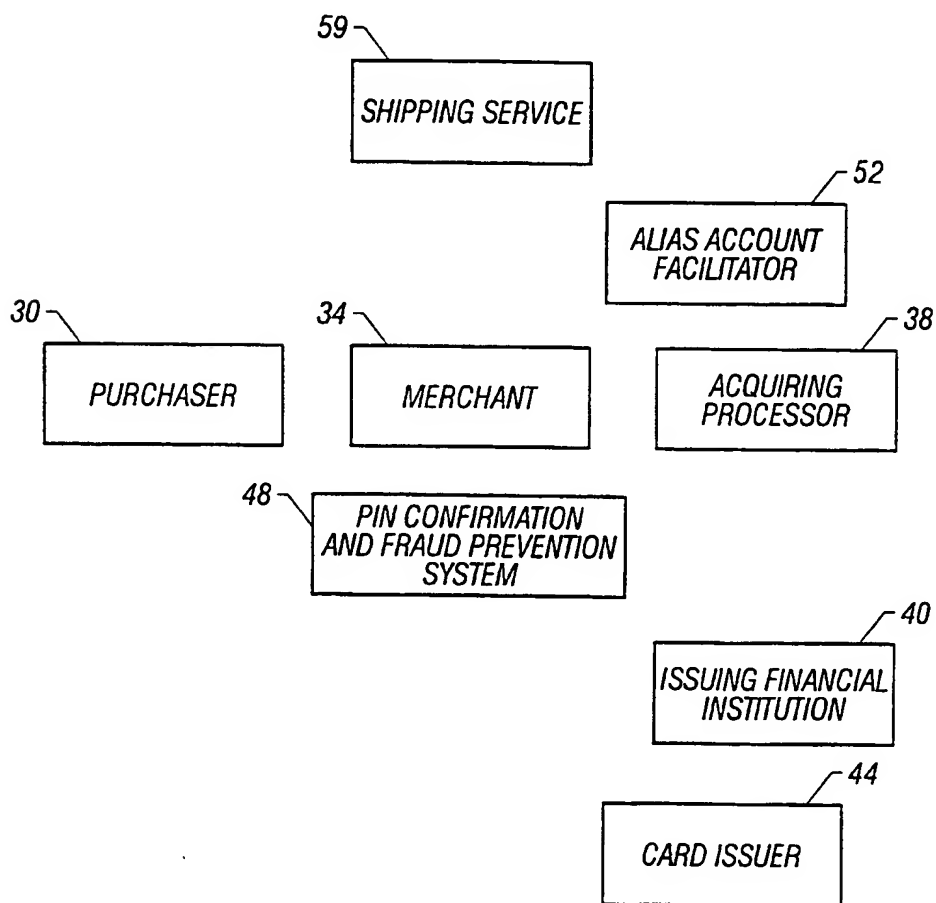 59
SHIPPING SERVICE
52
ALIAS ACCOUNT
FACILITATOR
30
PURCHASER
34
MERCHANT
38
ACQUIRING
PROCESSOR
48
PIN CONFIRMATION
AND FRAUD PREVENTION
SYSTEM
40
ISSUING FINANCIAL
INSTITUTION
44
CARD ISSUER